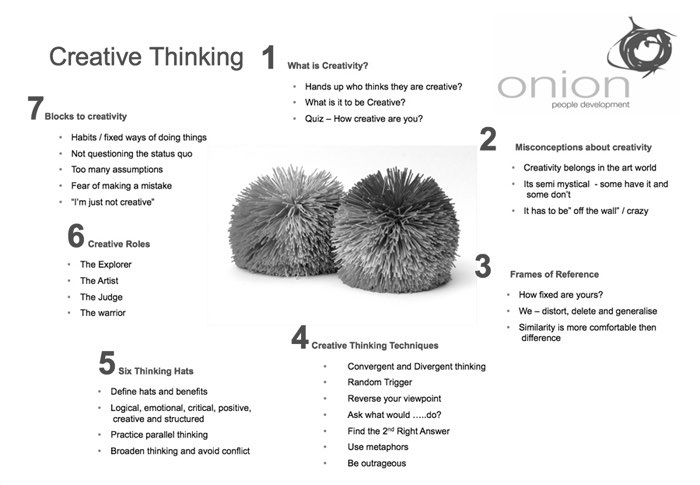 Creative Thinking
onion
people development
1 What is Creativity?
• Hands up who thinks they are creative?
• What is it to be Creative?
• Quiz – How creative are you?
2 Misconceptions about creativity
• Creativity belongs in the art world
• Its semi mystical - some have it and
some don't
• It has to be" off the wall" / crazy
3 Frames of Reference
• How fixed are yours?
• We – distort, delete and generalise
• Similarity is more comfortable then
difference
4 Creative Thinking Techniques
• Convergent and Divergent thinking
• Random Trigger
• Reverse your viewpoint
• Ask what would …..do?
• Find the 2nd Right Answer
• Use metaphors
• Be outrageous
5 Six Thinking Hats
• Define hats and benefits
• Logical, emotional, critical, positive,
creative and structured
• Practice parallel thinking
• Broaden thinking and avoid conflict
6 Creative Roles
• The Explorer
• The Artist
• The Judge
• The warrior
7 Blocks to creativity
• Habits / fixed ways of doing things
• Not questioning the status quo
• Too many assumptions
• Fear of making a mistake
• "I'm just not creative"